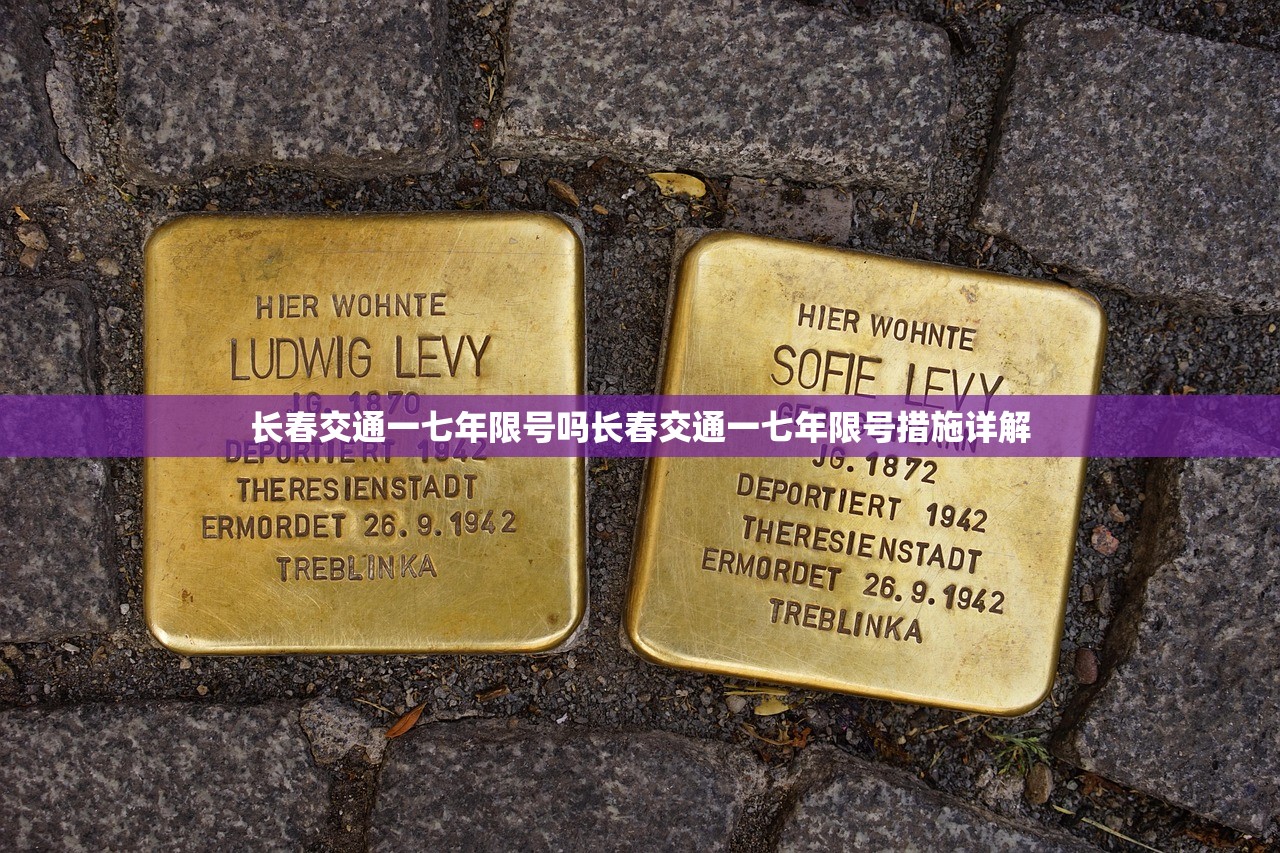 HIER WOHNTE
LUDWIG LEVY
JG. 1870
DEPORTIERT 1942
THERESIENSTADT
ERMORDET 26.9.1942
TREBLINKA
HIER WOHNTE
SOFIE LEVY
JG. 1872
DEPORTIERT 1942
THERESIENSTADT
ERMORDET 26.9.1942
TREBLINKA
长春交通一七年限号吗长春交通一七年限号措施详解